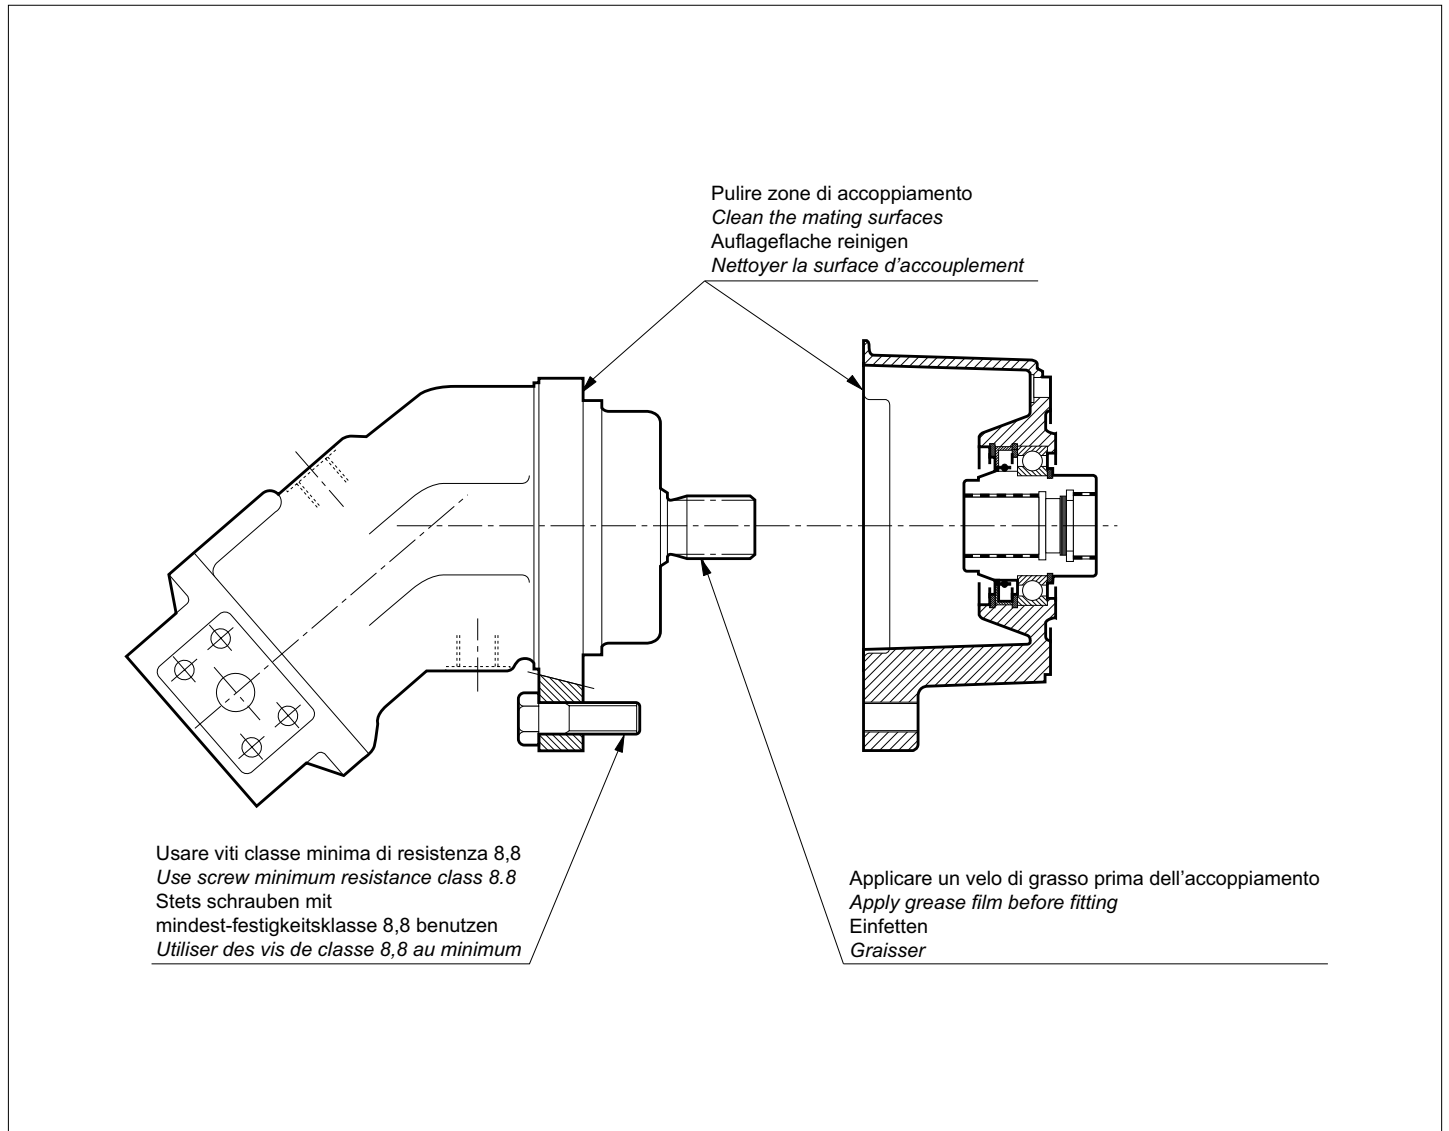 Pulire zone di accoppiamento
Clean the mating surfaces
Auflageflache reinigen
Nettoyer la surface d'accouplement
Usare viti classe minima di resistenza 8,8
Use screw minimum resistance class 8.8
Stets schrauben mit
mindest-festigkeitsklasse 8,8 benutzen
Utiliser des vis de classe 8,8 au minimum
Applicare un velo di grasso prima dell'accoppiamento
Apply grease film before fitting
Einfetten
Graisser